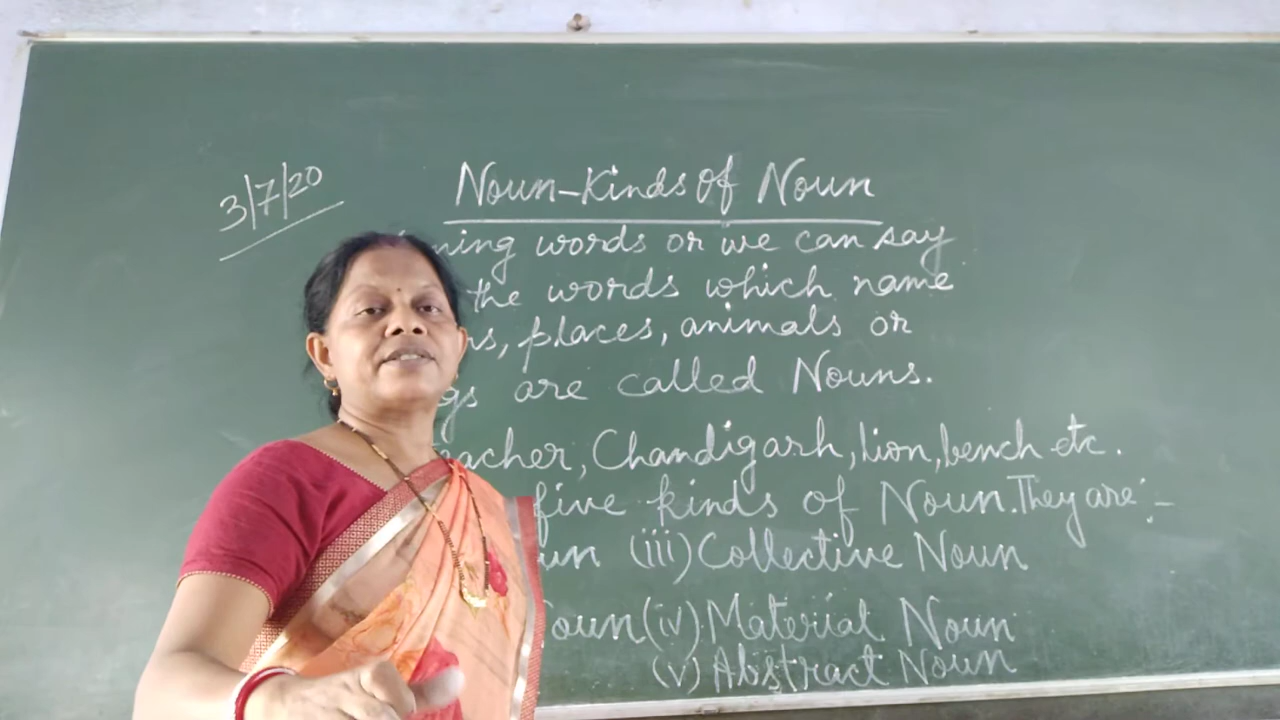 3/7/20
Noun-Kinds of Noun
ning words or we can say
the words which name
ns, places, animals or
gs are called Nouns.
acher, Chandigarh, lion, bench etc.
five kinds of Noun. They are:-
un (iii) Collective Noun
oun (iv) Material Noun
(v) Abstract Noun